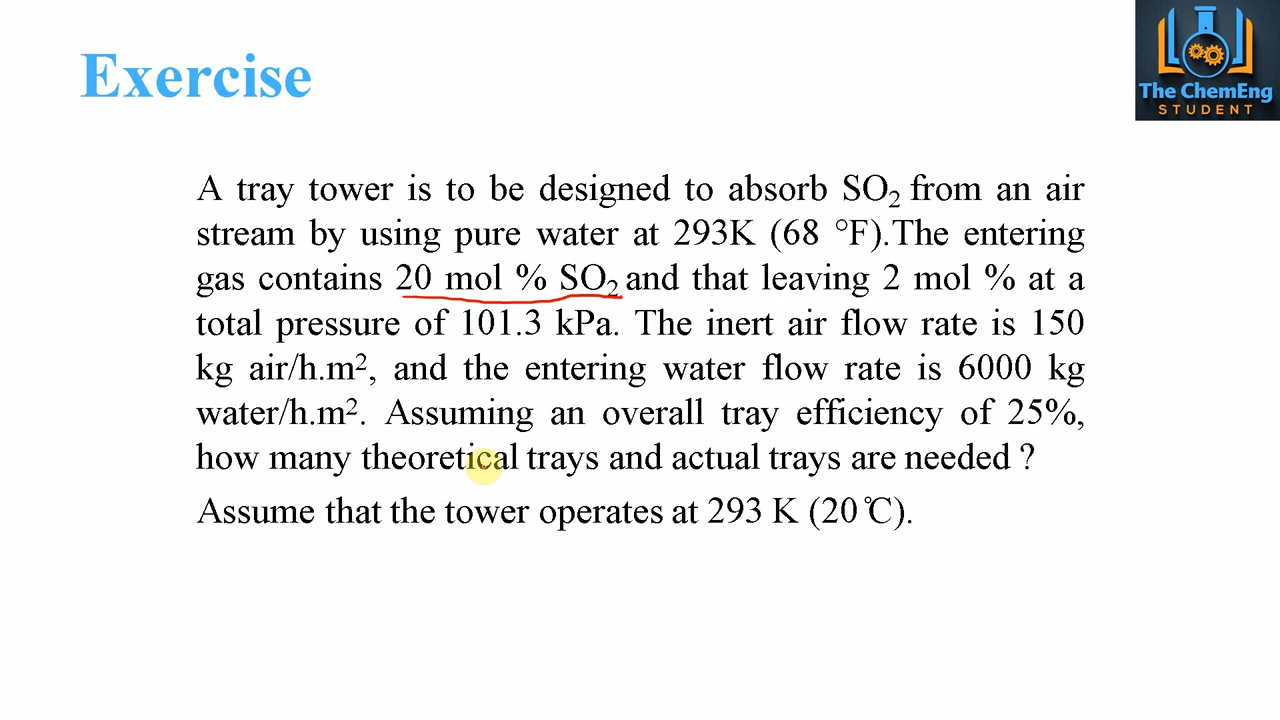 Exercise
The ChemEng
STUDENT
A tray tower is to be designed to absorb SO₂ from an air
stream by using pure water at 293K (68 °F).The entering
gas contains 20 mol % SO₂ and that leaving 2 mol % at a
total pressure of 101.3 kPa. The inert air flow rate is 150
kg air/h.m², and the entering water flow rate is 6000 kg
water/h.m². Assuming an overall tray efficiency of 25%,
how many theoretical trays and actual trays are needed ?
Assume that the tower operates at 293 K (20℃).